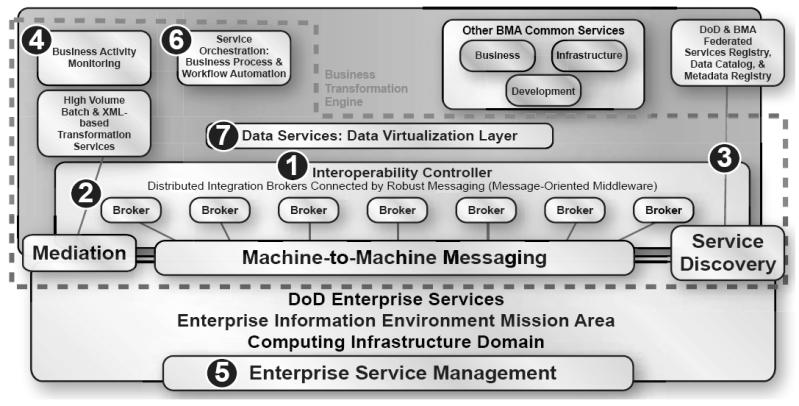 4
Business Activity
Monitoring
6
Service
Orchestration:
Business Process &
Workflow Automation
Business
Transformation
Engine
Other BMA Common Services
Business
Infrastructure
Development
DoD & BMA
Federated
Services Registry,
Data Catalog, &
Metadata Registry
High Volume
Batch & XML-
based
Transformation
Services
7 Data Services: Data Virtualization Layer
3
1
Interoperability Controller
Distributed Integration Brokers Connected by Robust Messaging (Message-Oriented Middleware)
2
Broker Broker Broker Broker Broker Broker Broker
Mediation
Machine-to-Machine Messaging
Service
Discovery
DoD Enterprise Services
Enterprise Information Environment Mission Area
Computing Infrastructure Domain
5 Enterprise Service Management